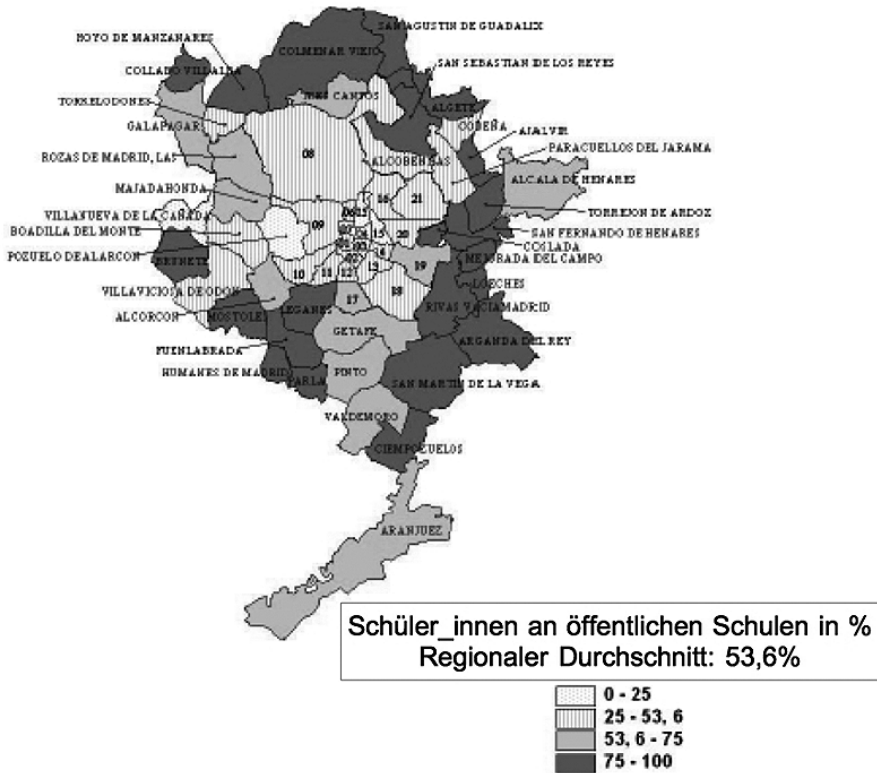 SAN AGUSTIN DE GUADALIX
HOYO DE MANZANARES
COLMENAR VIEJO
SAN SEBASTIAN DE LOS REYES
COLLADO VILLALBA
TRES CANTOS
TORRELODONES
ALGETE
COBEÑA
GALAPAGAR
AJALVIR
08
PARACUELLOS DEL JARAMA
ROZAS DE MADRID, LAS
ALCOBENDAS
ALCALA DE HENARES
MAJADAHONDA
16
21
VILLANUEVA DE LA CAÑADA
TORREJON DE ARDOZ
09
BOADILLA DEL MONTE
15
20
SAN FERNANDO DE HENARES
COSLADA
POZUELO DE ALARCON
BRUNETE
MEJORADA DEL CAMPO
19
10
11
12
13
LOECHES
VILLAVICIOSA DE ODON
18
17
RIVAS VACIAMADRID
ALCORCON
MOSTOLES
LEGANES
GETAFE
ARGANDA DEL REY
FUENLABRADA
HUMANES DE MADRID
PARLA
PINTO
SAN MARTIN DE LA VEGA
VALDEMORO
CIEMPOZUELOS
ARANJUEZ
Schüler_innen an öffentlichen Schulen in %
Regionaler Durchschnitt: 53,6%
0 - 25
25 - 53, 6
53, 6 - 75
75 - 100